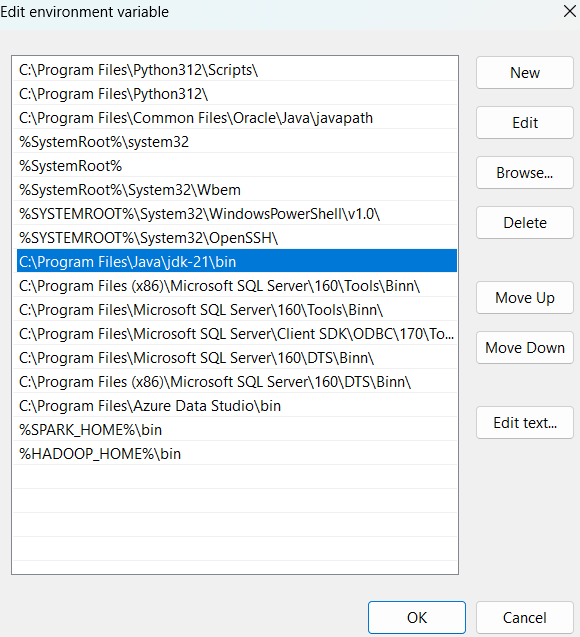 Edit environment variable
C:\Program Files\Python312\Scripts\
New
C:\Program Files\Python312\
C:\Program Files\Common Files\Oracle\Java\javapath
Edit
%SystemRoot%\system32
%SystemRoot%
Browse...
%SystemRoot%\System32\Wbem
%SYSTEMROOT%\System32\WindowsPowerShell\v1.0\
Delete
%SYSTEMROOT%\System32\OpenSSH\
C:\Program Files\Java\jdk-21\bin
C:\Program Files (x86)\Microsoft SQL Server\160\Tools\Binn\
Move Up
C:\Program Files\Microsoft SQL Server\160\Tools\Binn\
C:\Program Files\Microsoft SQL Server\Client SDK\ODBC\170\To...
Move Down
C:\Program Files\Microsoft SQL Server\160\DTS\Binn\
C:\Program Files (x86)\Microsoft SQL Server\160\DTS\Binn\
C:\Program Files\Azure Data Studio\bin
Edit text...
%SPARK_HOME%\bin
%HADOOP_HOME%\bin
OK
Cancel